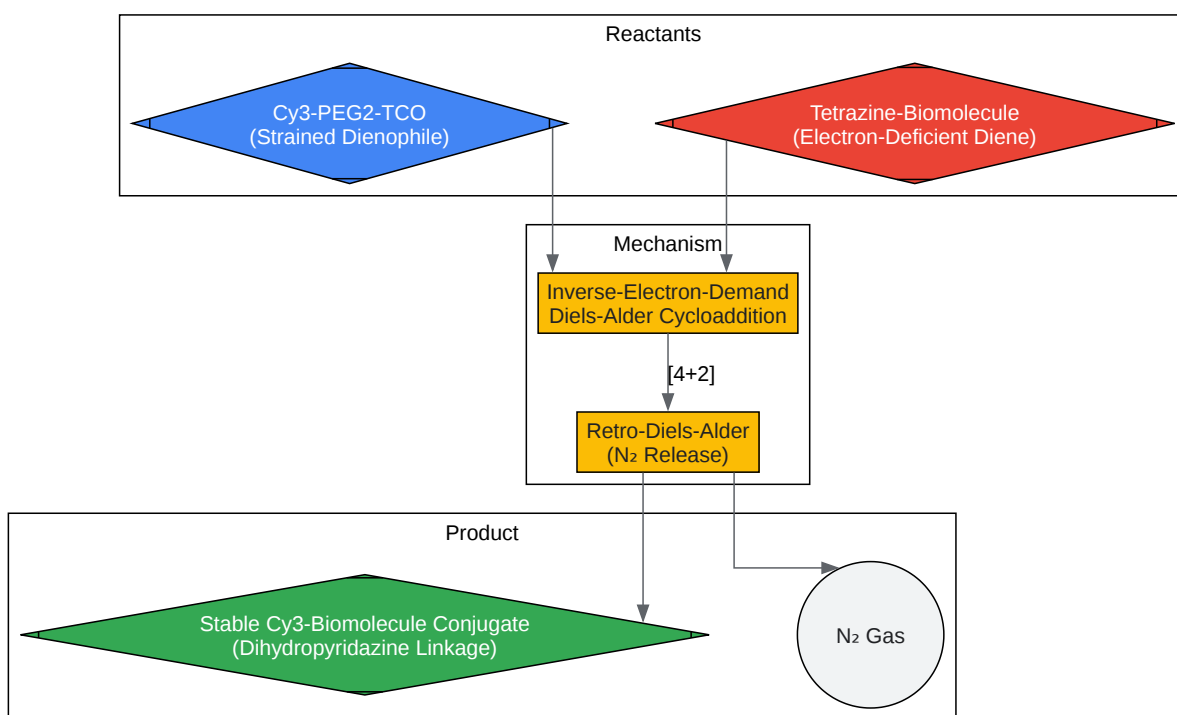 Reactants
Cy3-PEG2-TCO
(Strained Dienophile)
Tetrazine-Biomolecule
(Electron-Deficient Diene)
Mechanism
Inverse-Electron-Demand
Diels-Alder Cycloaddition
[4+2]
Retro-Diels-Alder
(N₂ Release)
Product
Stable Cy3-Biomolecule Conjugate
(Dihydropyridazine Linkage)
N₂ Gas